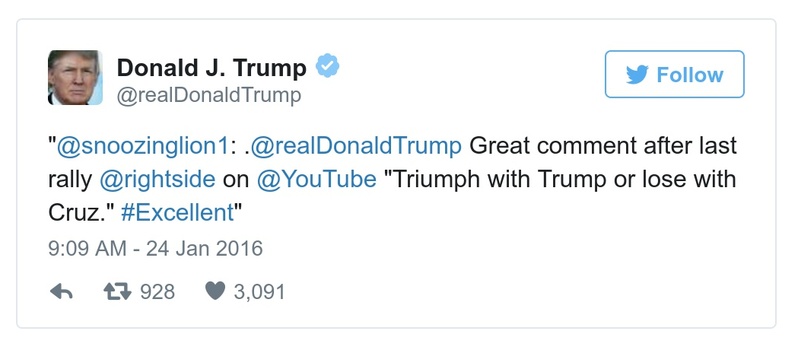 Donald J. Trump
Follow
@realDonaldTrump
"@snoozinglion1: .@realDonaldTrump Great comment after last
rally @rightside on @YouTube "Triumph with Trump or lose with
Cruz." #Excellent"
9:09 AM - 24 Jan 2016
928 3,091